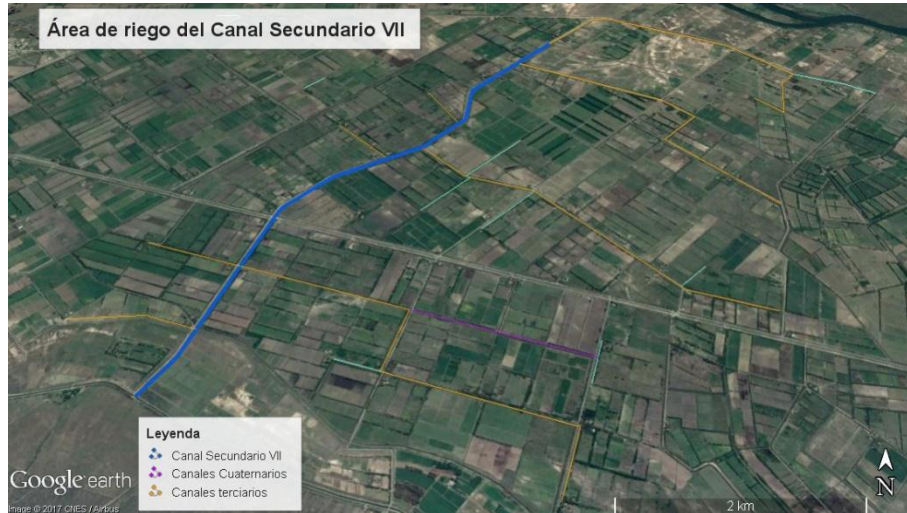 Área de riego del Canal Secundario VII
Leyenda
Canal Secundario VII
Canales Cuaternarios
Canales terciarios
Google earth
Image © 2017 CNES / Airbus
2 km
N